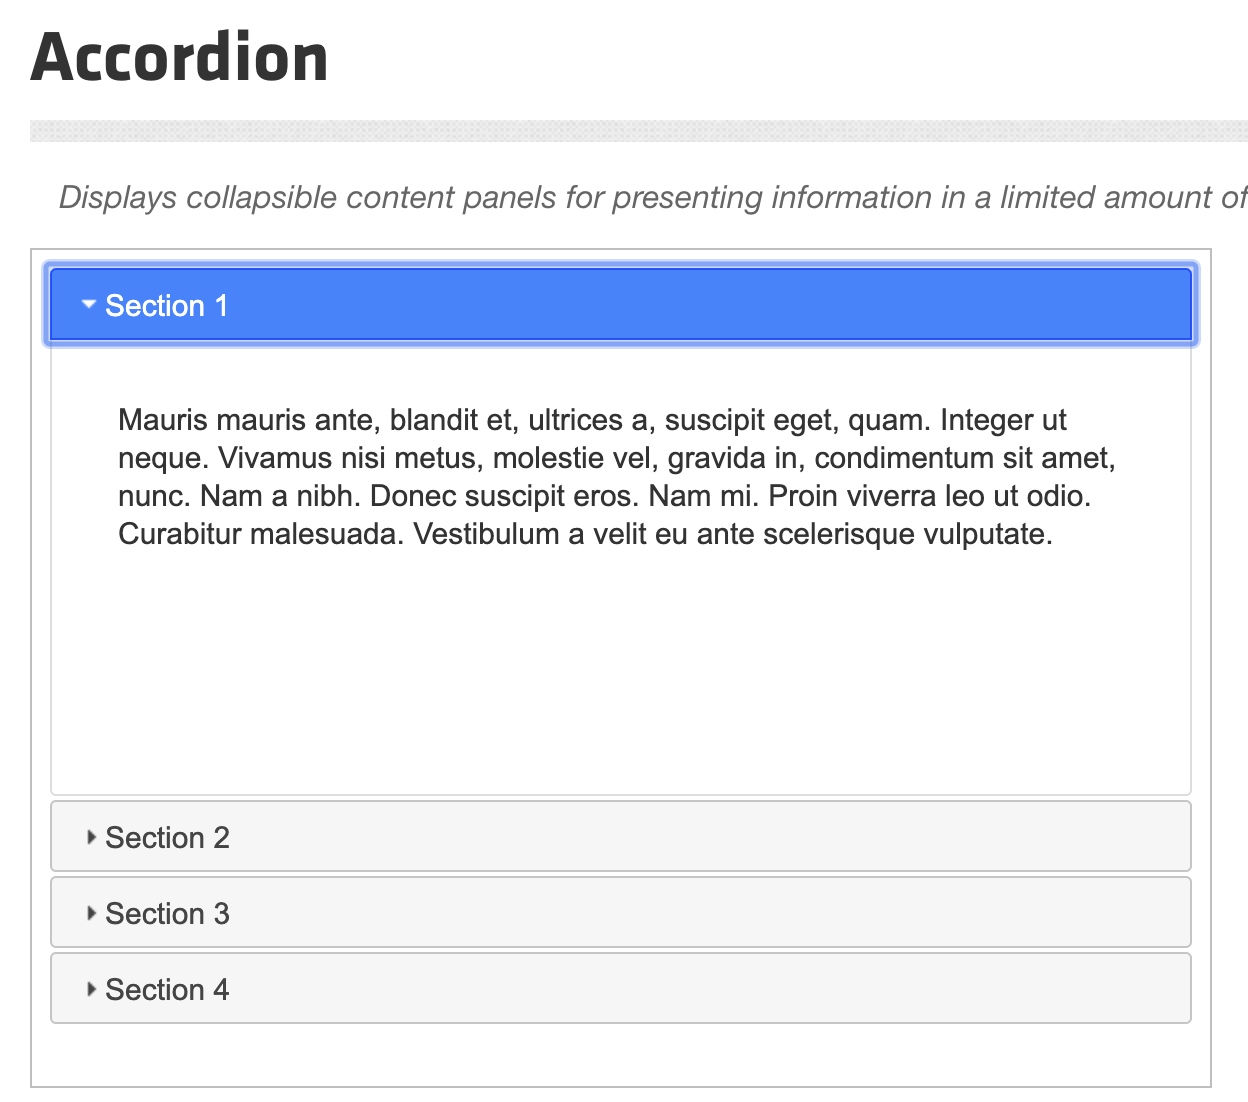 Accordion
Displays collapsible content panels for presenting information in a limited amount of
Section 1
Mauris mauris ante, blandit et, ultrices a, suscipit eget, quam. Integer ut
neque. Vivamus nisi metus, molestie vel, gravida in, condimentum sit amet,
nunc. Nam a nibh. Donec suscipit eros. Nam mi. Proin viverra leo ut odio.
Curabitur malesuada. Vestibulum a velit eu ante scelerisque vulputate.
Section 2
Section 3
Section 4